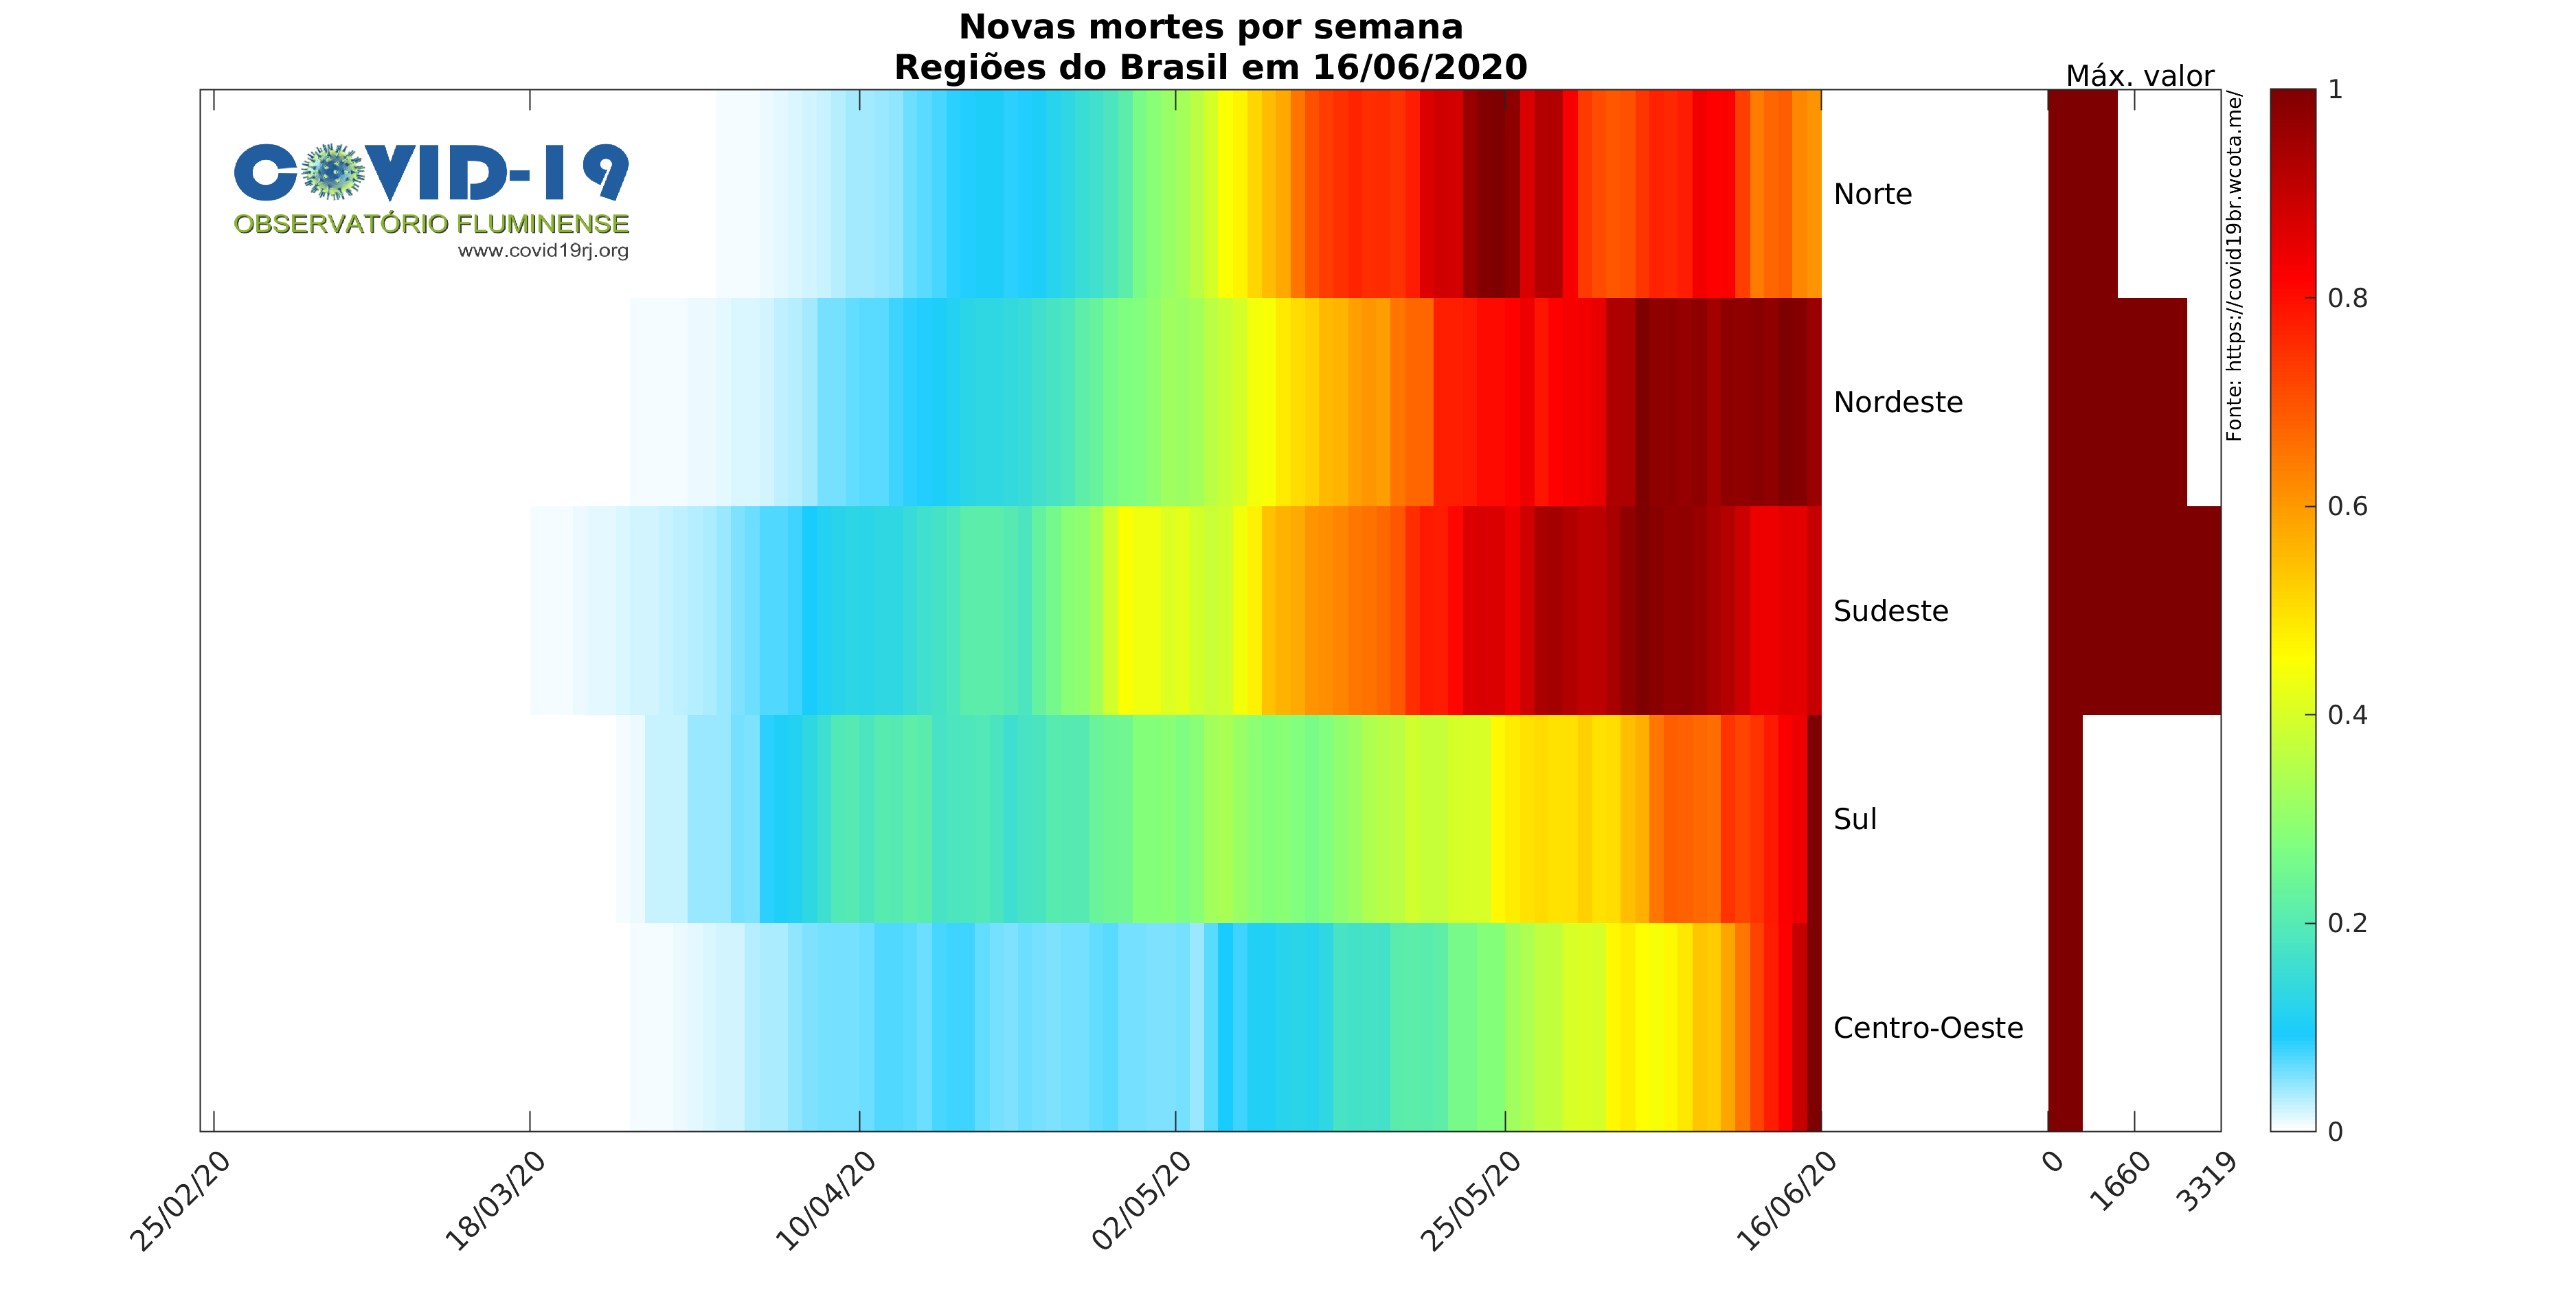 Novas mortes por semana
Regiões do Brasil em 16/06/2020
Máx. valor
COVID-19
OBSERVATÓRIO FLUMINENSE
www.covid19rj.org
Norte
Nordeste
Sudeste
Sul
Centro-Oeste
Fonte: https://covid19br.wcota.me/
1
0.8
0.6
0.4
0.2
0
25/02/20
18/03/20
10/04/20
02/05/20
25/05/20
16/06/20
0
1660
3319